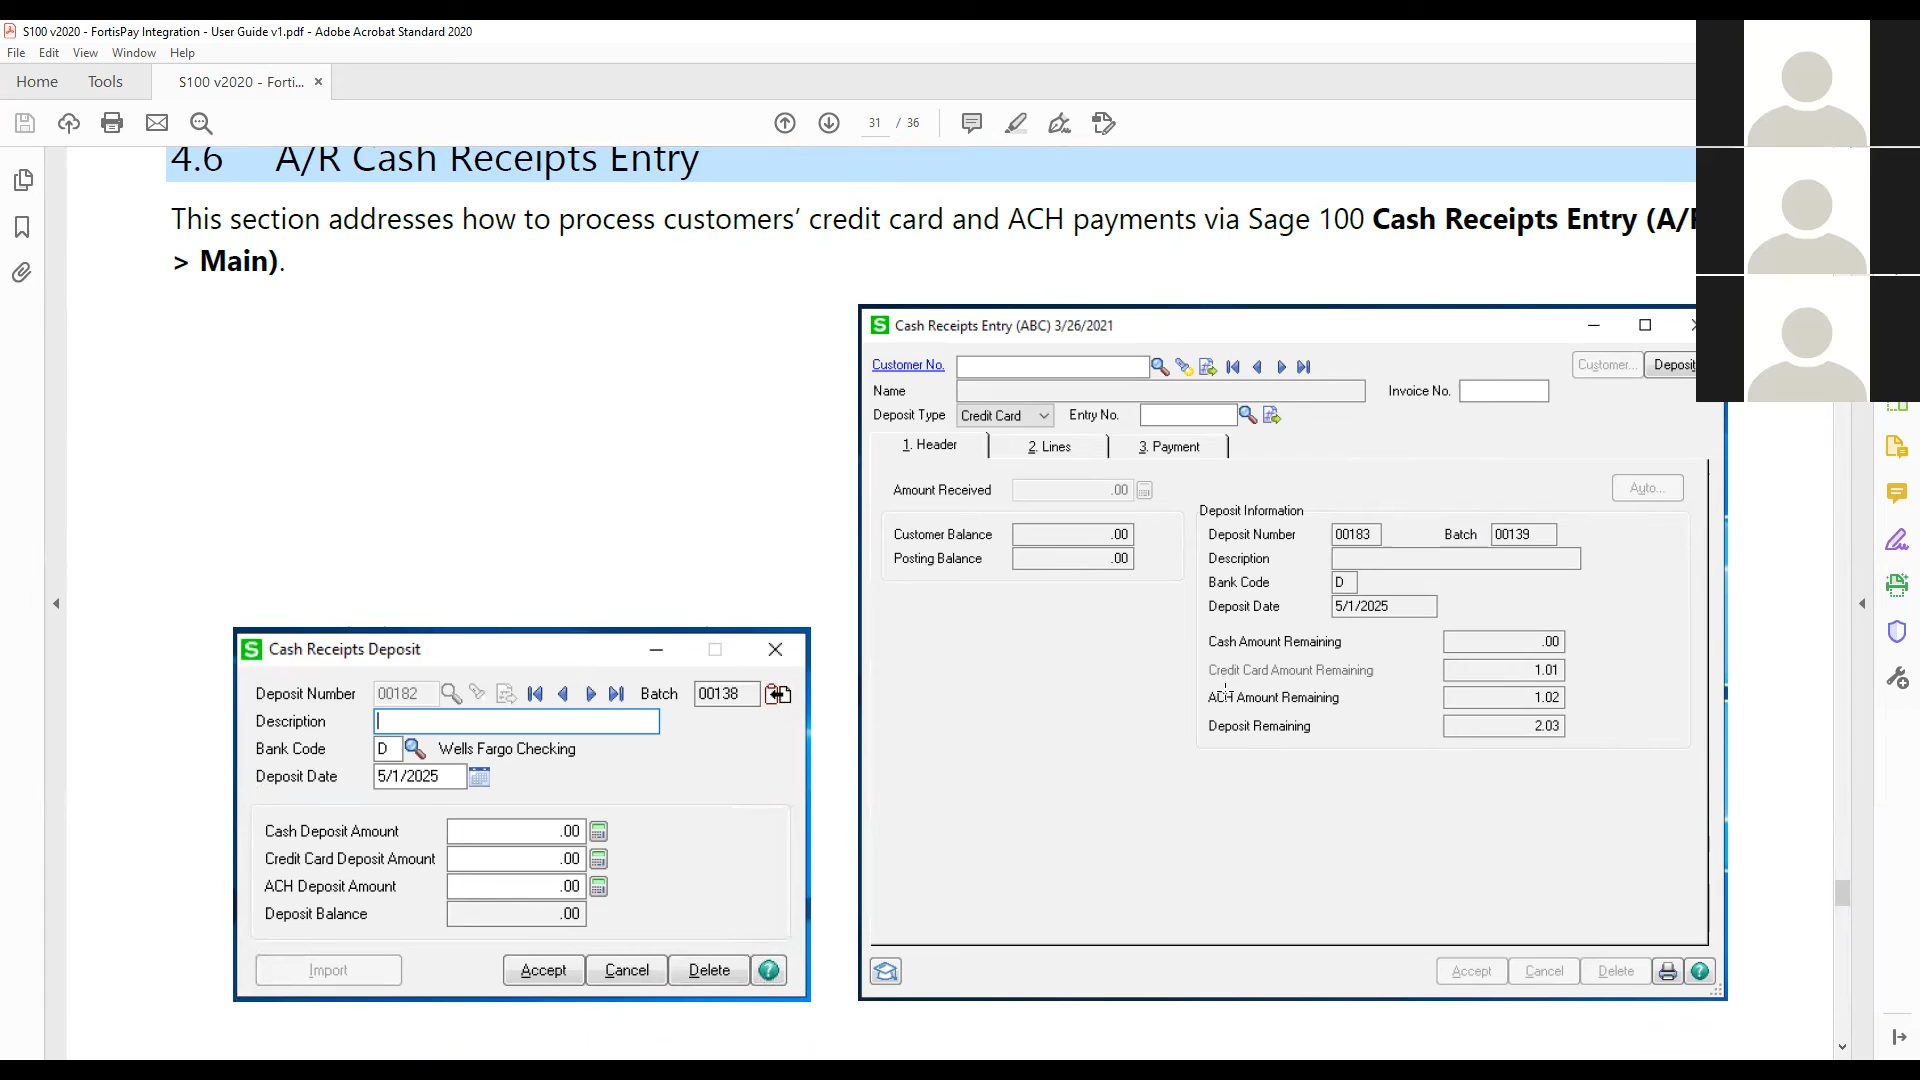 S100 v2020 - FortisPay Integration - User Guide v1.pdf - Adobe Acrobat Standard 2020
File Edit View Window Help
Home Tools S100 v2020 - Forti... ×
31 / 36
4.6 A/R Cash Receipts Entry
This section addresses how to process customers’ credit card and ACH payments via Sage 100 Cash Receipts Entry (A/
> Main).
S Cash Receipts Entry (ABC) 3/26/2021
Customer No. Customer... Deposit
Name Invoice No.
Deposit Type Credit Card Entry No.
1. Header 2. Lines 3. Payment
Amount Received .00 Auto...
Deposit Information
Customer Balance .00 Deposit Number 00183 Batch 00139
Posting Balance .00 Description
Bank Code D
Deposit Date 5/1/2025
Cash Amount Remaining .00
Credit Card Amount Remaining 1.01
ACH Amount Remaining 1.02
Deposit Remaining 2.03
Accept Cancel Delete ?
S Cash Receipts Deposit
Deposit Number 00182 Batch 00138
Description
Bank Code D Wells Fargo Checking
Deposit Date 5/1/2025
Cash Deposit Amount .00
Credit Card Deposit Amount .00
ACH Deposit Amount .00
Deposit Balance .00
Import Accept Cancel Delete ?